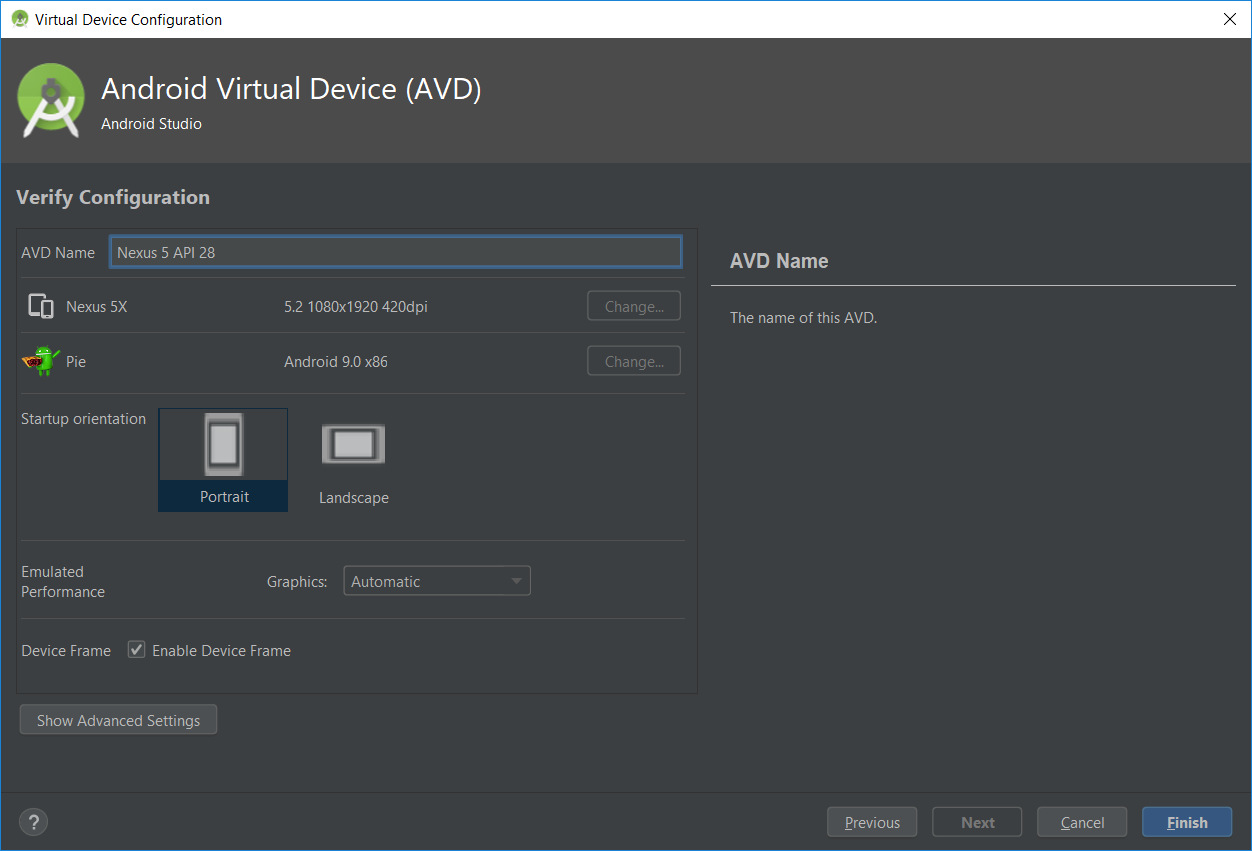 Virtual Device Configuration
Android Virtual Device (AVD)
Android Studio
Verify Configuration
AVD Name Nexus 5 API 28
Nexus 5X 5.2 1080x1920 420dpi Change...
Pie Android 9.0 x86 Change...
Startup orientation
Portrait
Landscape
Emulated
Performance
Graphics: Automatic
Device Frame Enable Device Frame
Show Advanced Settings
AVD Name
The name of this AVD.
? Previous Next Cancel Finish